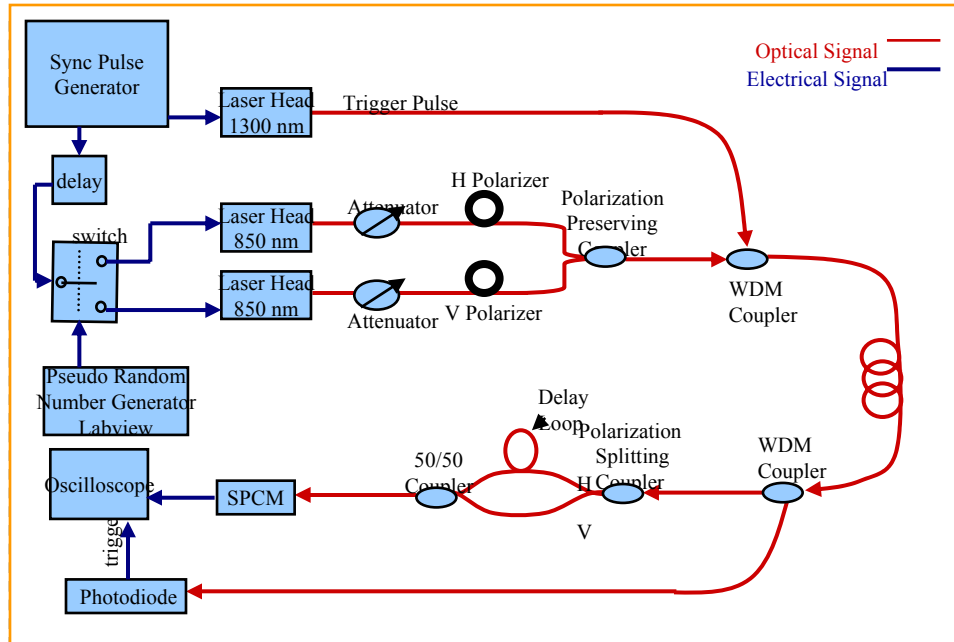 Sync Pulse
Generator
Optical Signal
Electrical Signal
Laser Head
1300 nm
Trigger Pulse
delay
switch
Laser Head
850 nm
Attenuator
H Polarizer
Polarization
Preserving
Coupler
Laser Head
850 nm
Attenuator
V Polarizer
WDM
Coupler
Pseudo Random
Number Generator
Labview
Delay
Loop
Polarization
Splitting
Coupler
WDM
Coupler
50/50
Coupler
H
V
Oscilloscope
SPCM
trigge
Photodiode